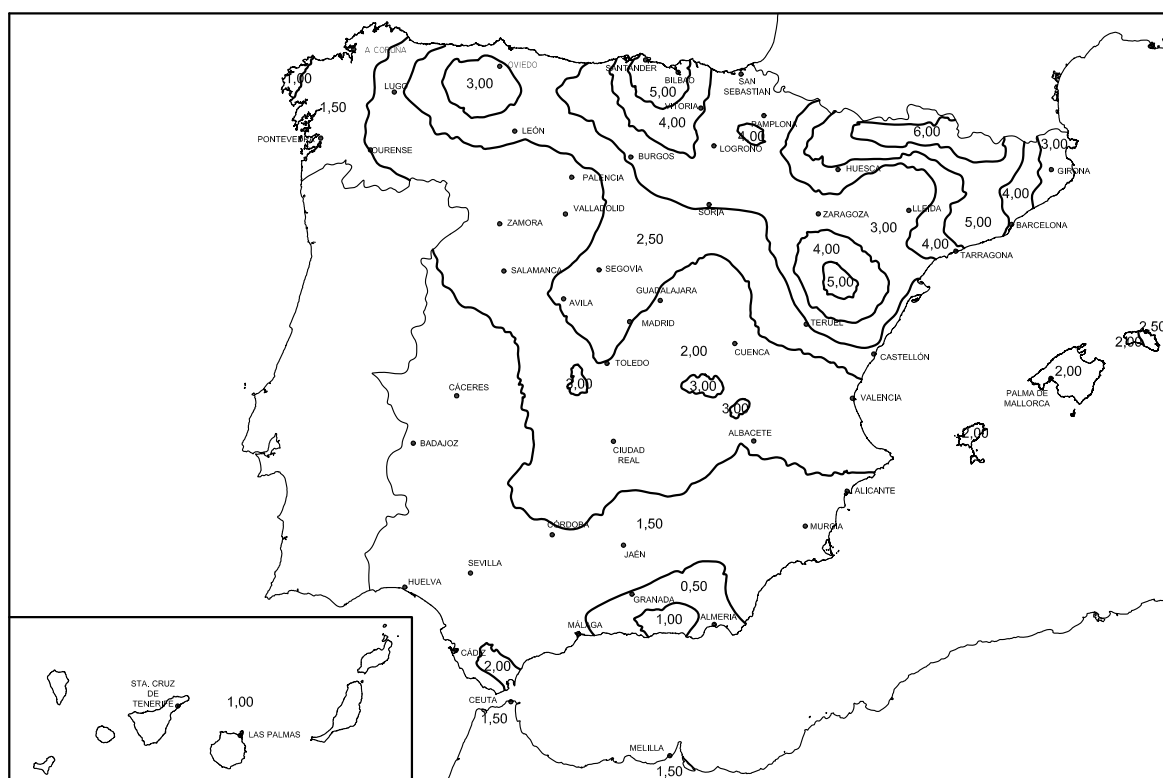 A CORUÑA
OVIEDO
SANTANDER
BILBAO
SAN
SEBASTIAN
1,00
LUGO
3,00
5,00
VITORIA
1,50
4,00
PAMPLONA
6,00
PONTEVEDRA
LEÓN
4,00
LOGROÑO
3,00
OURENSE
BURGOS
HUESCA
GIRONA
PALENCIA
4,00
ZAMORA
VALLADOLID
SORIA
ZARAGOZA
LLEIDA
5,00
BARCELONA
3,00
2,50
4,00
4,00
TARRAGONA
SALAMANCA
SEGOVÍA
5,00
GUADALAJARA
AVILA
MADRID
TERUEL
2,50
2,00
2,00
CUENCA
CASTELLÓN
TOLEDO
2,00
3,00
3,00
CÁCERES
PALMA DE
MALLORCA
VALENCIA
3,00
ALBACETE
2,00
BADAJOZ
CIUDAD
REAL
ALICANTE
1,50
CÓRDOBA
MURCIA
JAÉN
SEVILLA
HUELVA
0,50
GRANADA
1,00
ALMERIA
MÁLAGA
CÁDIZ
2,00
CEUTA
1,50
MELILLA
1,50
STA. CRUZ
DE
TENERIFE
1,00
LAS PALMAS